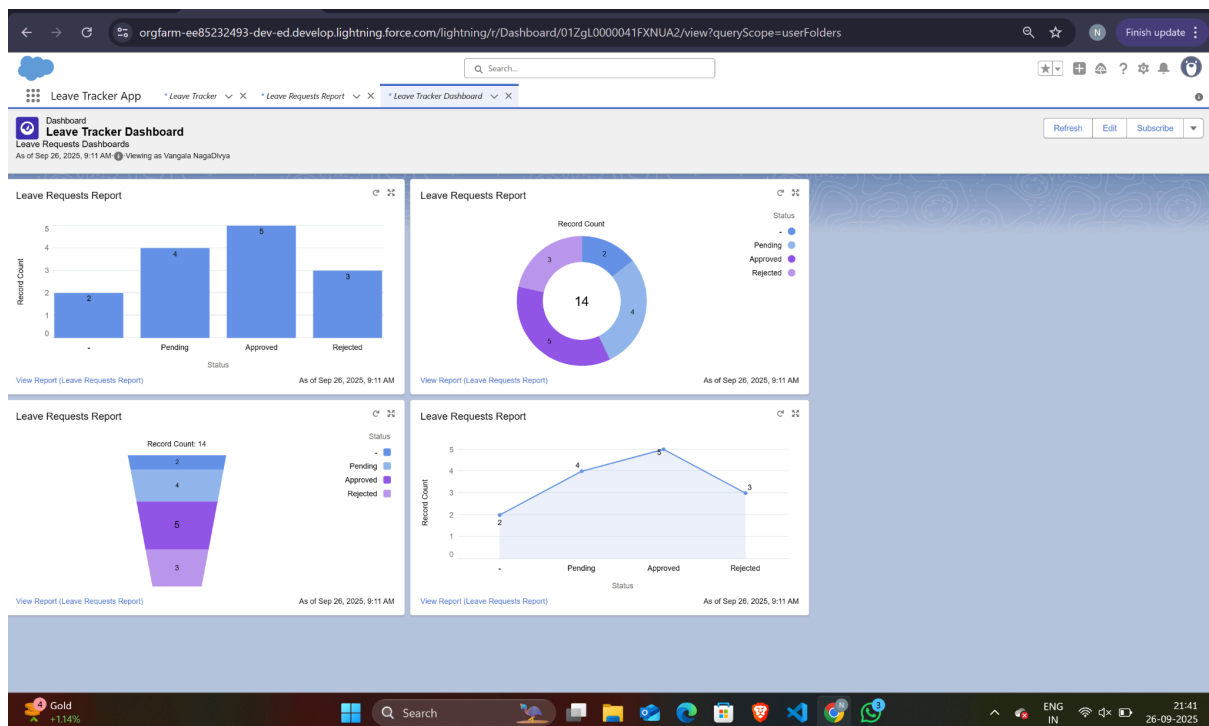 orgfarm-ee85232493-dev-ed.develop.lightning.force.com/lightning/r/Dashboard/01ZgL0000041FXNUA2/view?queryScope=userFolders
N
Finish update
Search...
Leave Tracker App
* Leave Tracker
* Leave Requests Report
* Leave Tracker Dashboard
Dashboard
Leave Tracker Dashboard
Leave Requests Dashboards
As of Sep 26, 2025, 9:11 AM Viewing as Vangala NagaDivya
Refresh
Edit
Subscribe
Leave Requests Report
Record Count
5
4
3
2
1
0
2
4
5
3
-
Pending
Approved
Rejected
Status
View Report (Leave Requests Report)
As of Sep 26, 2025, 9:11 AM
Leave Requests Report
Record Count
2
4
5
3
14
Status
-
Pending
Approved
Rejected
View Report (Leave Requests Report)
As of Sep 26, 2025, 9:11 AM
Leave Requests Report
Record Count: 14
2
4
5
3
Status
-
Pending
Approved
Rejected
View Report (Leave Requests Report)
As of Sep 26, 2025, 9:11 AM
Leave Requests Report
Record Count
5
4
3
2
1
0
2
4
5
3
-
Pending
Approved
Rejected
Status
View Report (Leave Requests Report)
As of Sep 26, 2025, 9:11 AM
4
Gold
+1.14%
Search
N
3
ENG
IN
21:41
26-09-2025